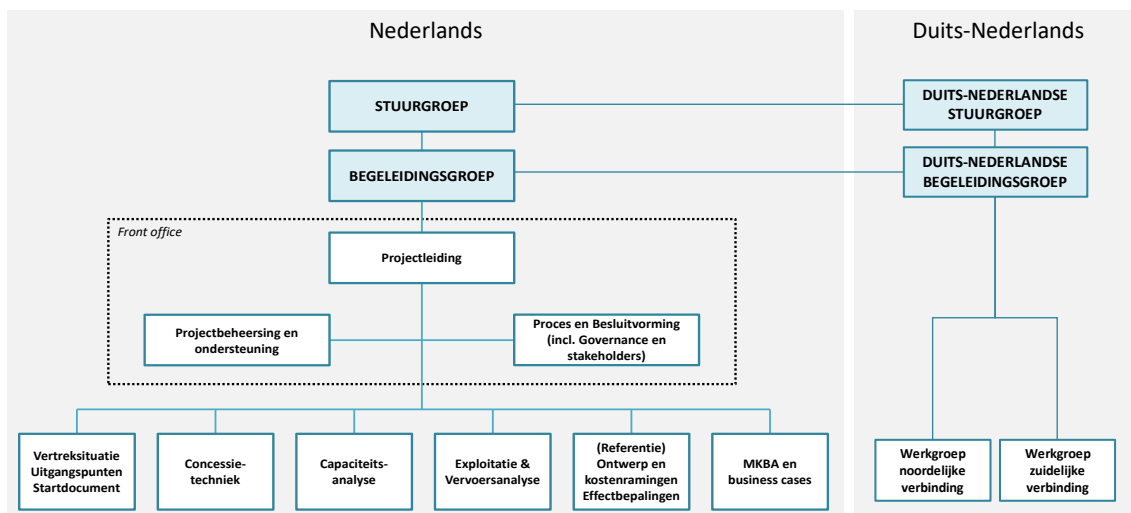 Nederlands
Duits-Nederlands
STUURGROEP
DUITS-NEDERLANDSE
STUURGROEP
BEGELEIDINGSGROEP
DUITS-NEDERLANDSE
BEGELEIDINGSGROEP
Front office
Projectleiding
Projectbeheersing en
ondersteuning
Proces en Besluitvorming
(incl. Governance en
stakeholders)
Vertreksituatie
Uitgangspunten
Startdocument
Concessie-
techniek
Capaciteits-
analyse
Exploitatie &
Vervoersanalyse
(Referentie)
Ontwerp en
kostenramingen
Effectbepalingen
MKBA en
business cases
Werkgroep
noordelijke
verbinding
Werkgroep
zuidelijke
verbinding